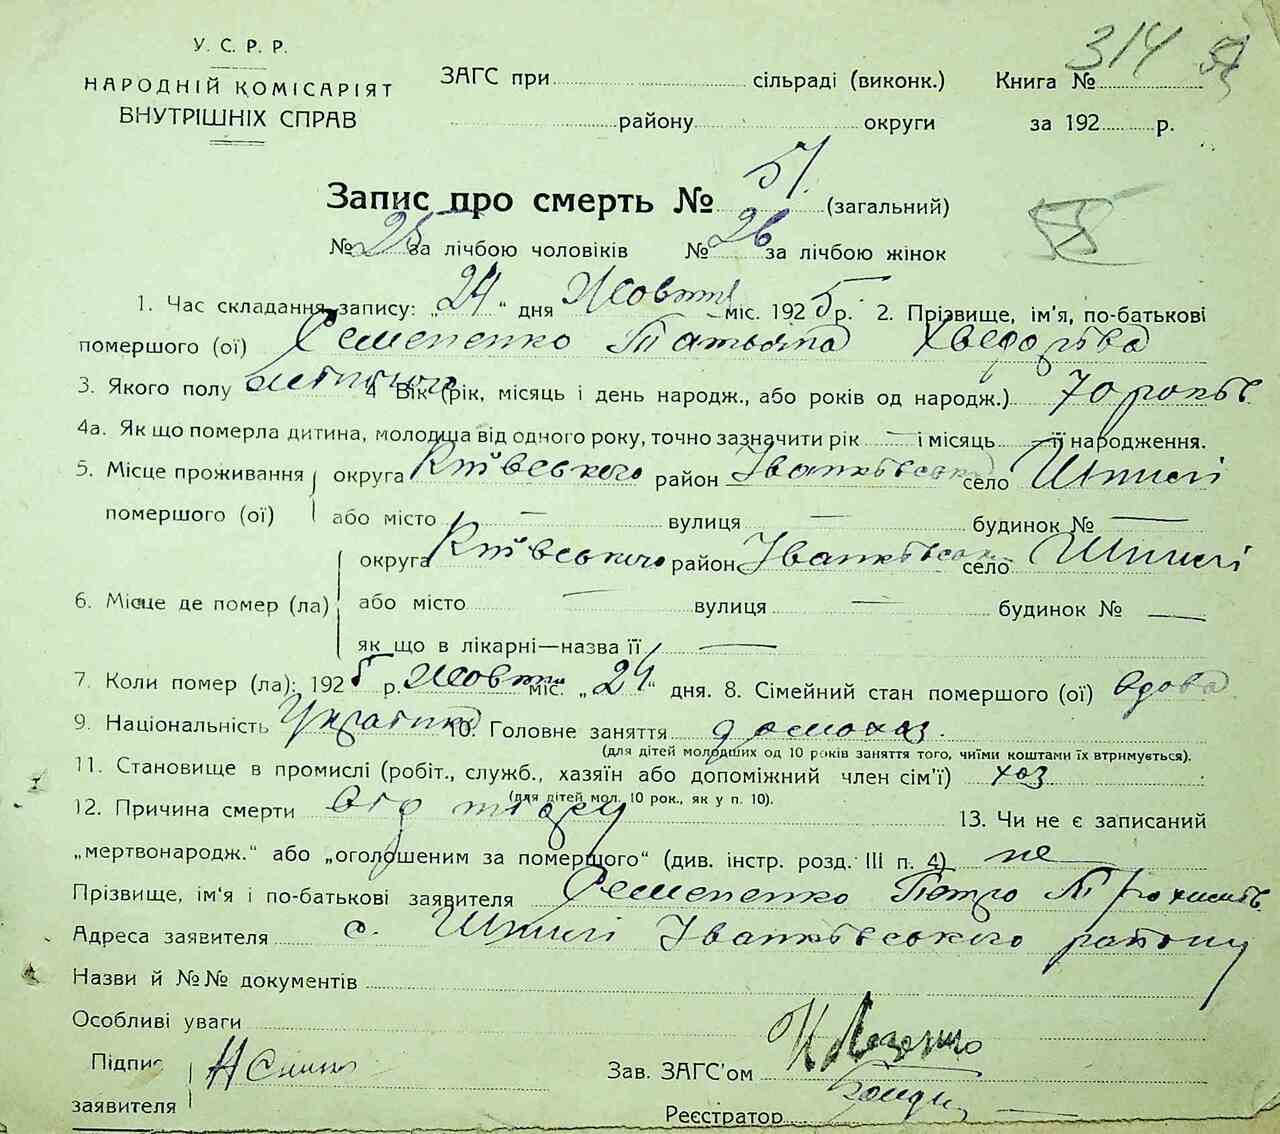 У. С. Р. Р.
НАРОДНІЙ КОМІСАРІЯТ
ВНУТРІШНІХ СПРАВ
ЗАГС при сільраді (виконк.)
району округи
Книга № 314
за 192 р.
Запис про смерть № 51 (загальний)
№ 25 за лічбою чоловіків № 26 за лічбою жінок
58
1. Час складання запису: „24“ дня Жовтня міс. 1925 р. 2. Прізвище, ім'я, по-батькові
помершого (ої) Семененко Татьяна Хведорівна
3. Якого полу жіночого 4 Вік (рік, місяць і день народж., або років од народж.) 70 років
4а. Як що померла дитина, молодша від одного року, точно зазначити рік — і місяць — її народження.
5. Місце проживання помершого (ої) округа Київського район Іванківськ село Шпилі
або місто — вулиця — будинок № —
6. Місце де помер (ла) округа Київського район Іванківськ село Шпилі
або місто — вулиця — будинок № —
як що в лікарні—назва її —
7. Коли помер (ла): 1925 р. Жовтня міс. „24“ дня. 8. Сімейний стан помершого (ої) вдова
9. Національність Українка 10. Головне заняття домохаз.
(для дітей молодших од 10 років заняття того, чиїми коштами їх втримується).
11. Становище в промислі (робіт., служб., хазяїн або допоміжний член сім'ї) хаз
(для дітей мол. 10 рок., як у п. 10).
12. Причина смерти від 13. Чи не є записаний
„мертвонародж.“ або „оголошеним за помершого“ (див. інстр. розд. III п. 4) не
Прізвище, ім'я і по-батькові заявителя Семененко Петро
Адреса заявителя с. Шпилі Іванківського району
Назви й №№ документів
Особливі уваги
Підпис заявителя
Зав. ЗАГС'ом
Реєстратор